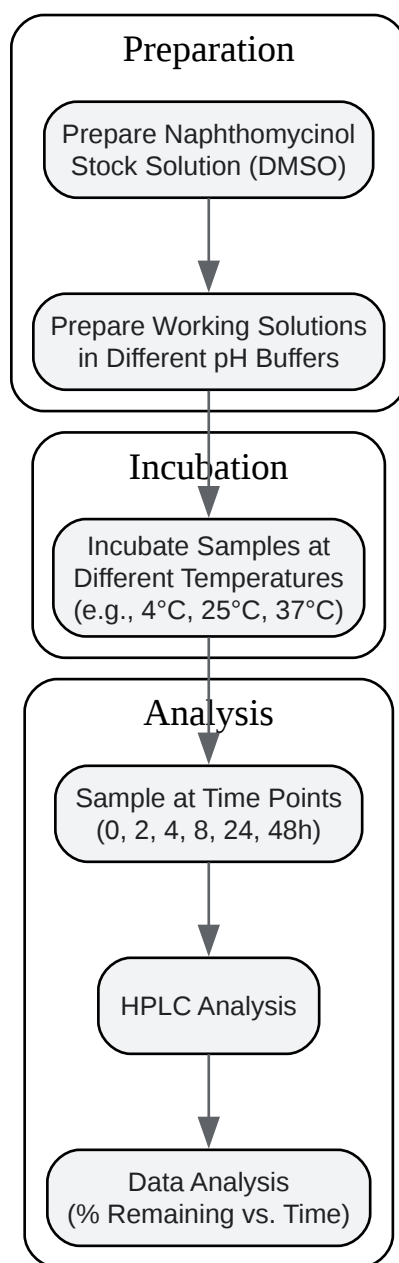 Preparation
Prepare Naphthomycinol
Stock Solution (DMSO)
Prepare Working Solutions
in Different pH Buffers
Incubation
Incubate Samples at
Different Temperatures
(e.g., 4°C, 25°C, 37°C)
Analysis
Sample at Time Points
(0, 2, 4, 8, 24, 48h)
HPLC Analysis
Data Analysis
(% Remaining vs. Time)